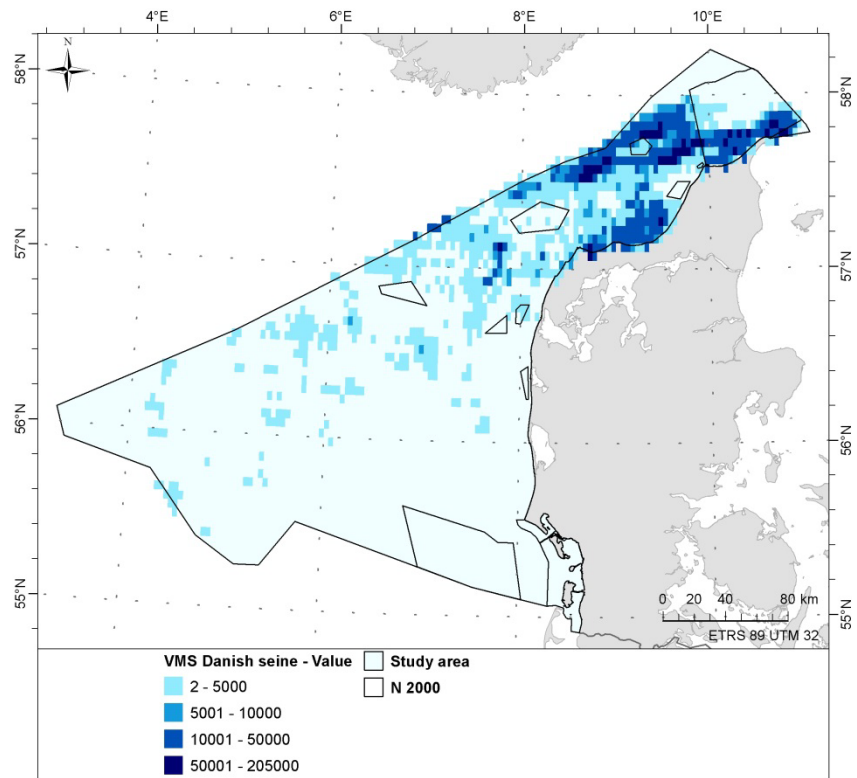 4°E 6°E 8°E 10°E
N
58°N 58°N
57°N 57°N
56°N 56°N
55°N 55°N
0 20 40 80 km
ETRS 89 UTM 32
VMS Danish seine - Value
2 - 5000
5001 - 10000
10001 - 50000
50001 - 205000
Study area
N 2000